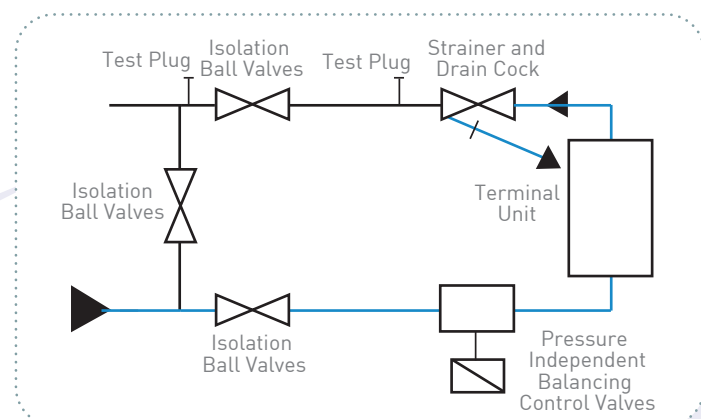 Test Plug
Isolation
Ball Valves
Test Plug
Strainer and
Drain Cock
Isolation
Ball Valves
Terminal
Unit
Isolation
Ball Valves
Pressure
Independent
Balancing
Control Valves